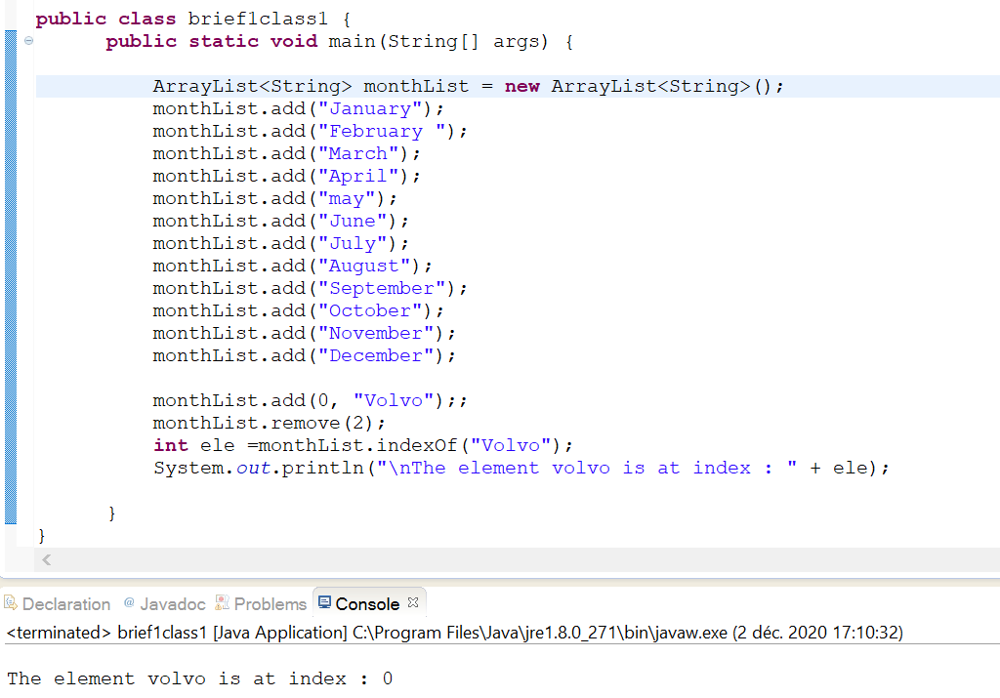 public class brief1class1 {
public static void main(String[] args) {
ArrayList<String> monthList = new ArrayList<String>();
monthList.add("January");
monthList.add("February ");
monthList.add("March");
monthList.add("April");
monthList.add("may");
monthList.add("June");
monthList.add("July");
monthList.add("August");
monthList.add("September");
monthList.add("October");
monthList.add("November");
monthList.add("December");
monthList.add(0, "Volvo");;
monthList.remove(2);
int ele =monthList.indexOf("Volvo");
System.out.println("\nThe element volvo is at index : " + ele);
}
}
Declaration @ Javadoc Problems Console
<terminated> brief1class1 [Java Application] C:\Program Files\Java\jre1.8.0_271\bin\javaw.exe (2 déc. 2020 17:10:32)
The element volvo is at index : 0